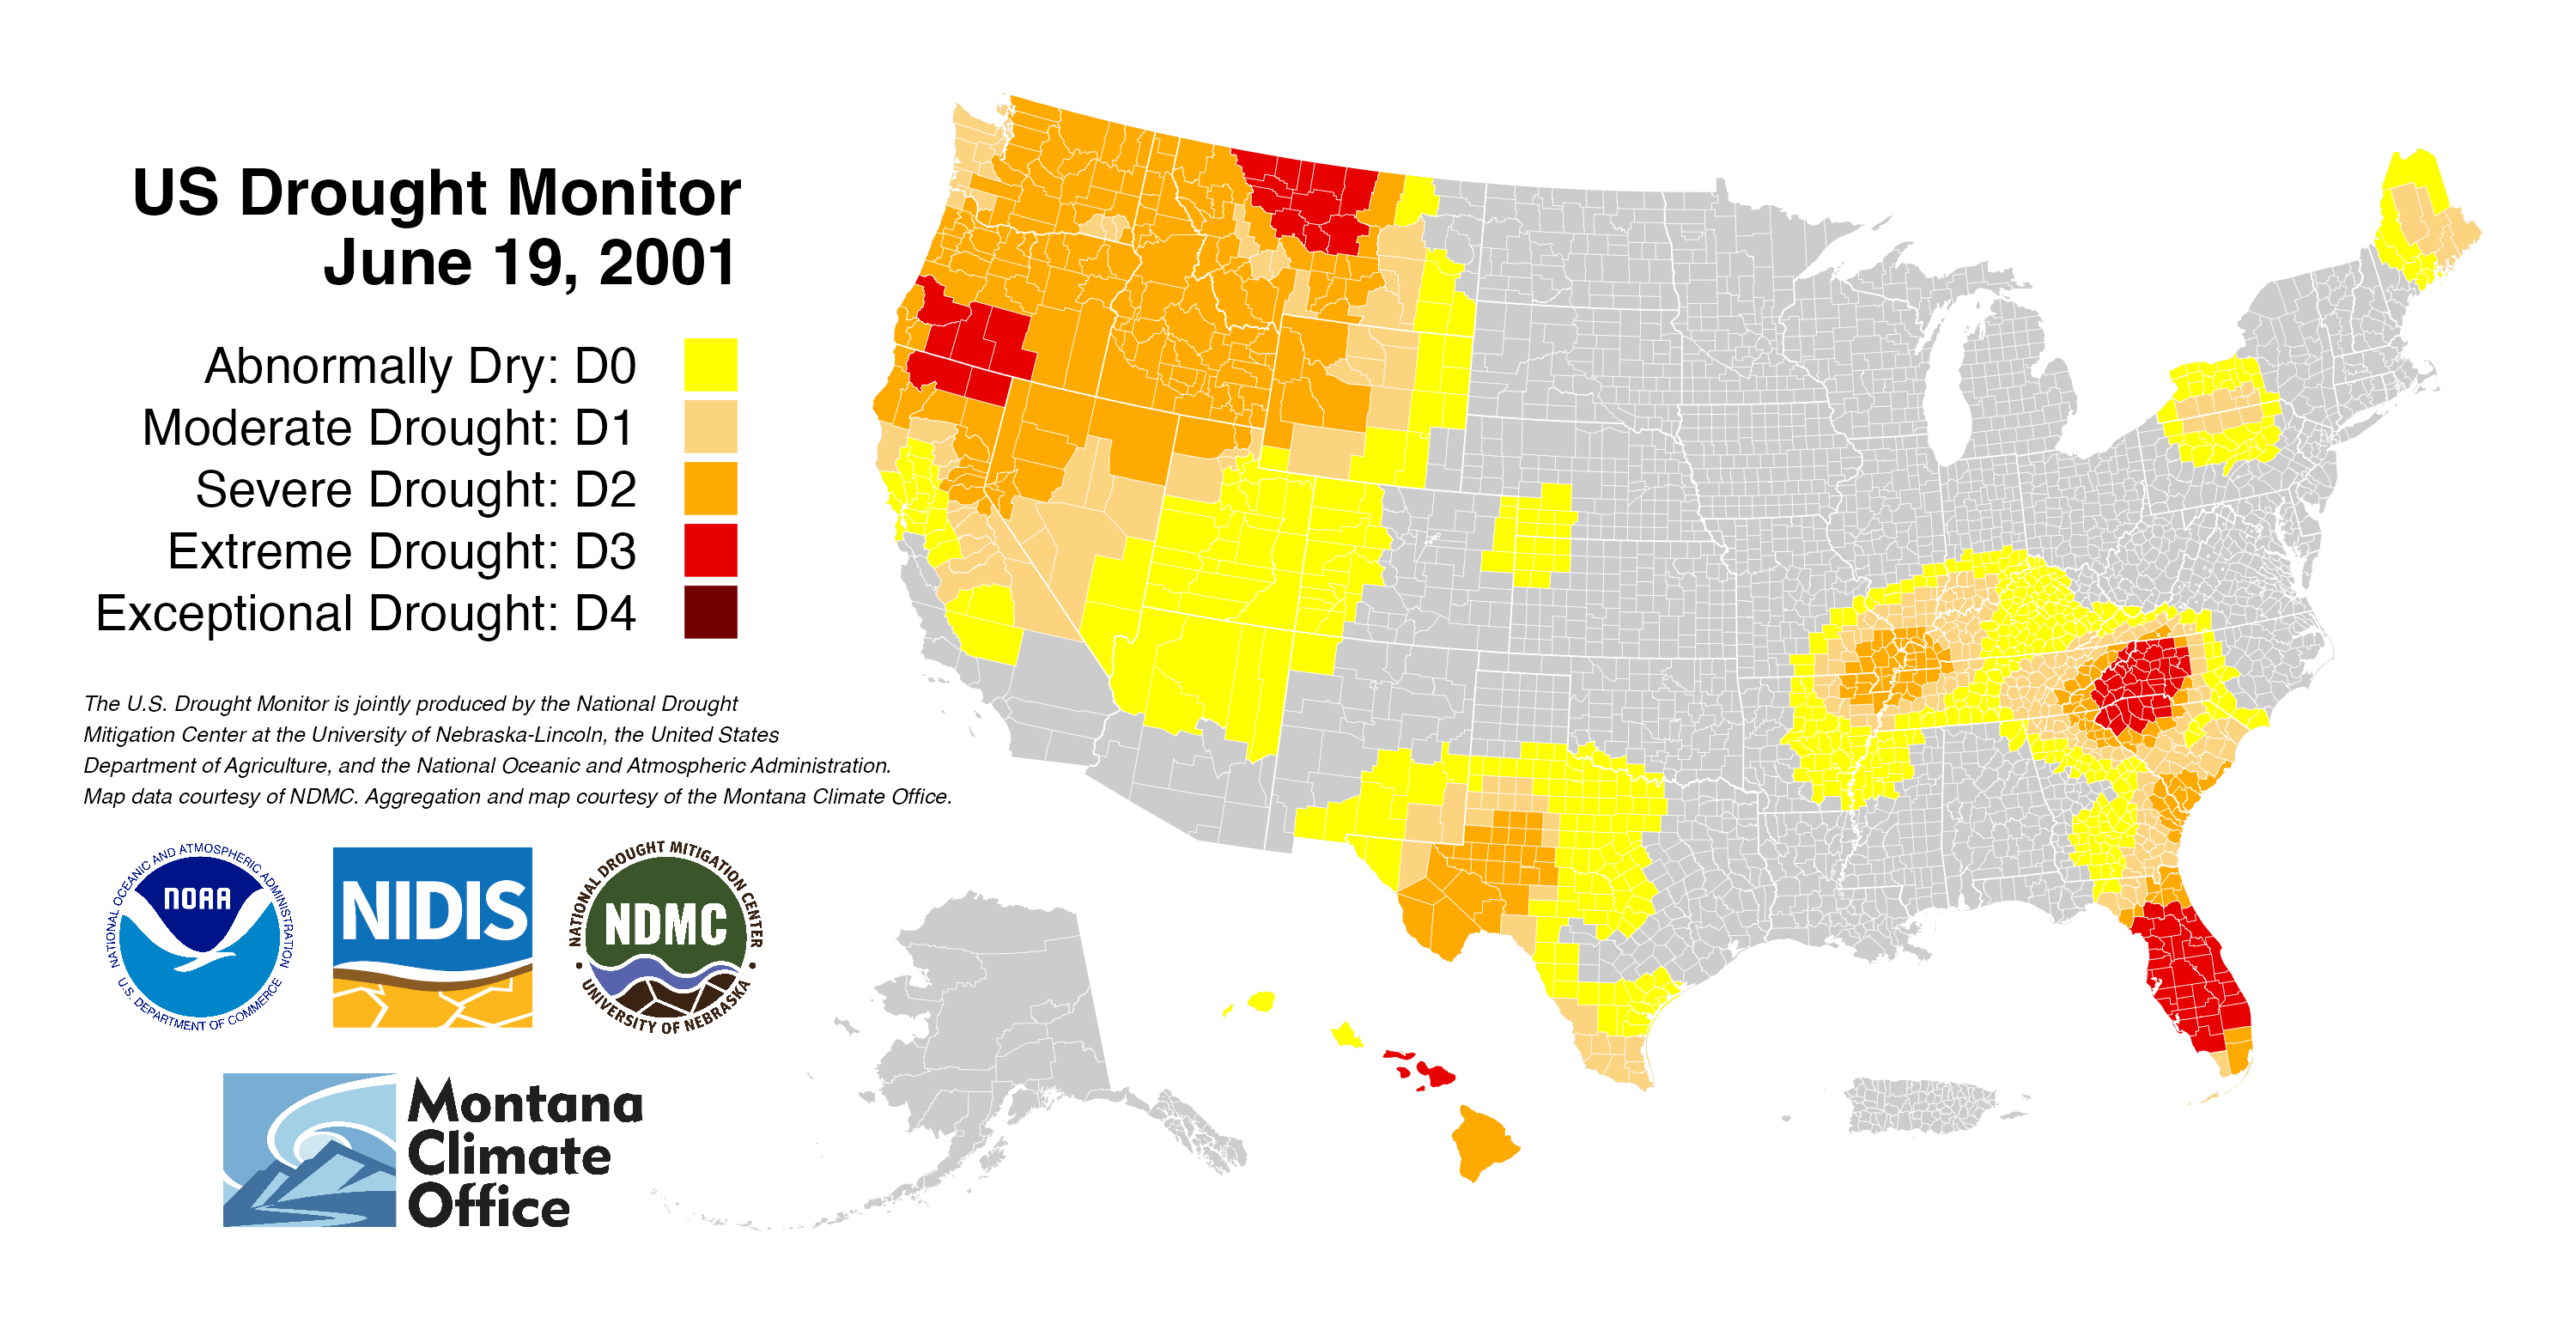 US Drought Monitor
June 19, 2001
Abnormally Dry: D0
Moderate Drought: D1
Severe Drought: D2
Extreme Drought: D3
Exceptional Drought: D4
The U.S. Drought Monitor is jointly produced by the National Drought
Mitigation Center at the University of Nebraska-Lincoln, the United States
Department of Agriculture, and the National Oceanic and Atmospheric Administration.
Map data courtesy of NDMC. Aggregation and map courtesy of the Montana Climate Office.
NATIONAL OCEANIC AND ATMOSPHERIC ADMINISTRATION
NOAA
U.S. DEPARTMENT OF COMMERCE
NIDIS
NATIONAL DROUGHT MITIGATION CENTER
NDMC
UNIVERSITY OF NEBRASKA
Montana
Climate
Office